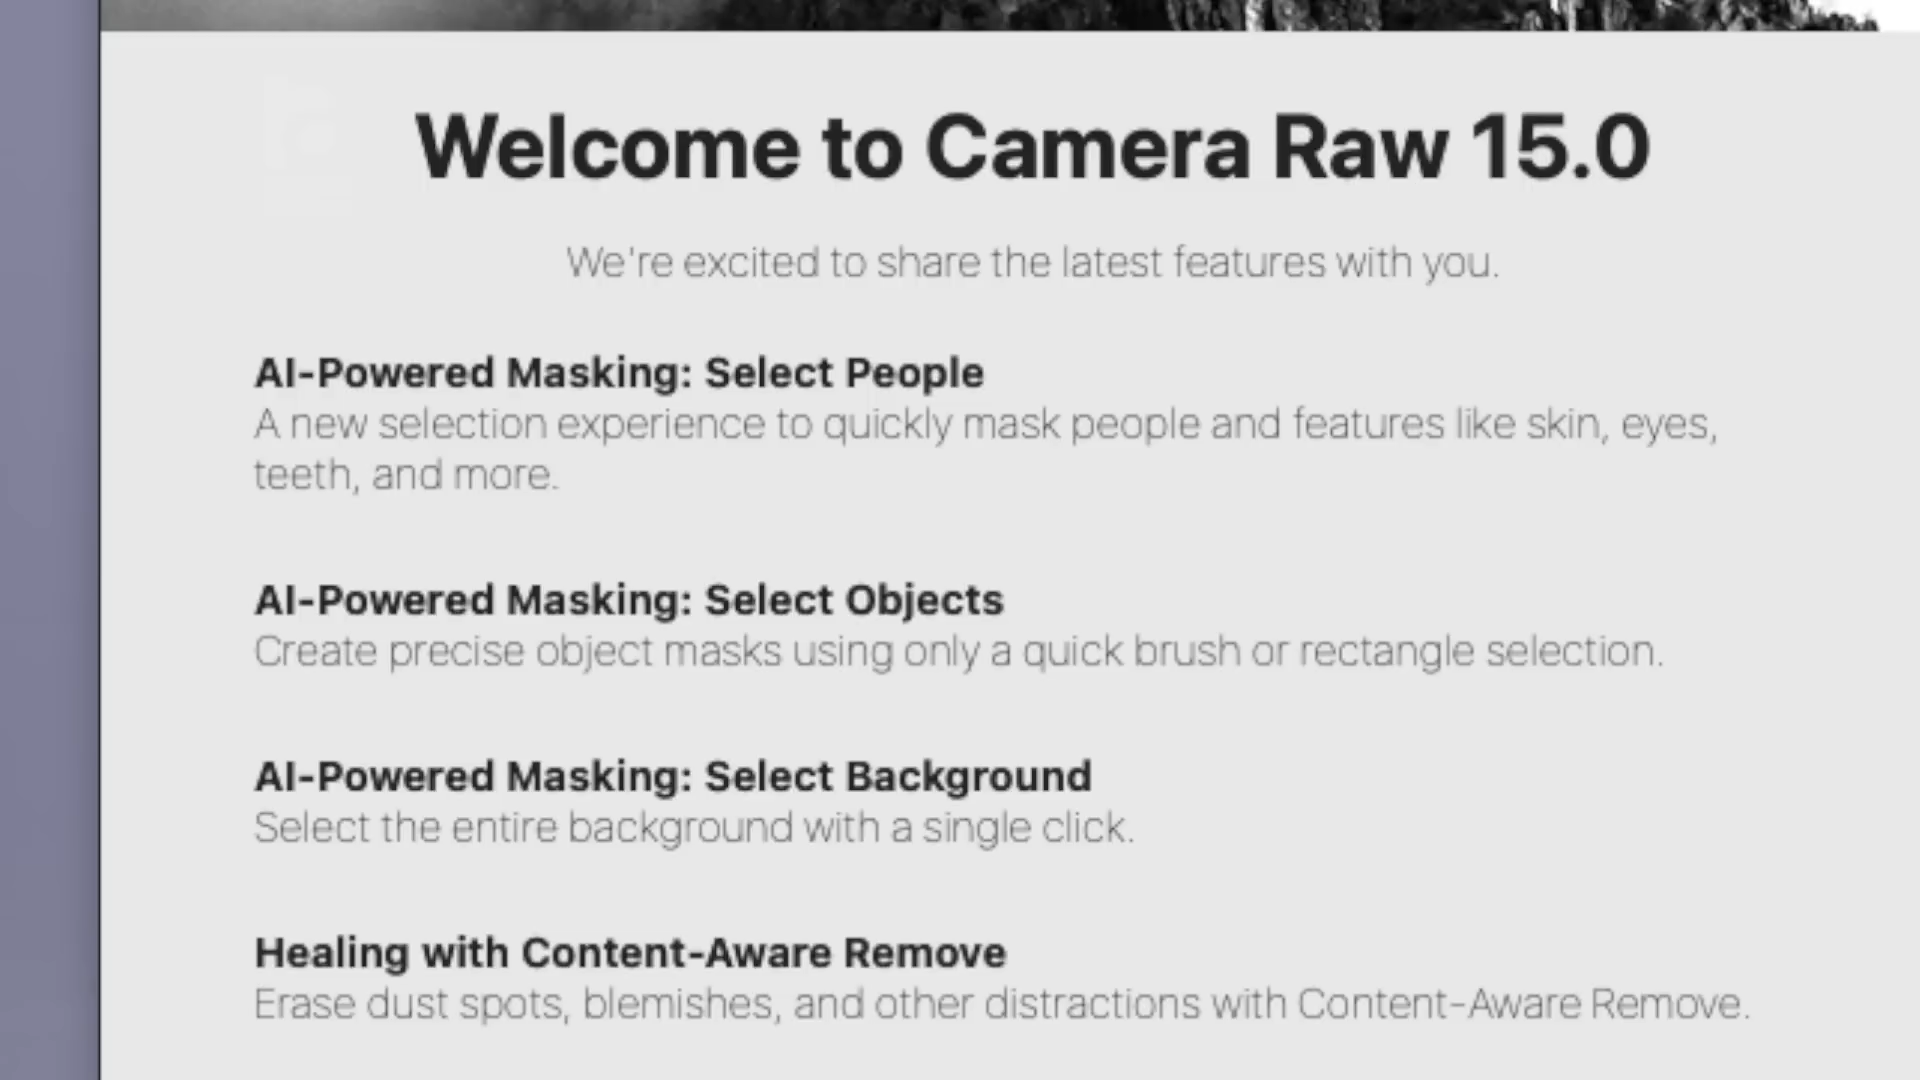 Welcome to Camera Raw 15.0
We're excited to share the latest features with you.
AI-Powered Masking: Select People
A new selection experience to quickly mask people and features like skin, eyes,
teeth, and more.
AI-Powered Masking: Select Objects
Create precise object masks using only a quick brush or rectangle selection.
AI-Powered Masking: Select Background
Select the entire background with a single click.
Healing with Content-Aware Remove
Erase dust spots, blemishes, and other distractions with Content-Aware Remove.